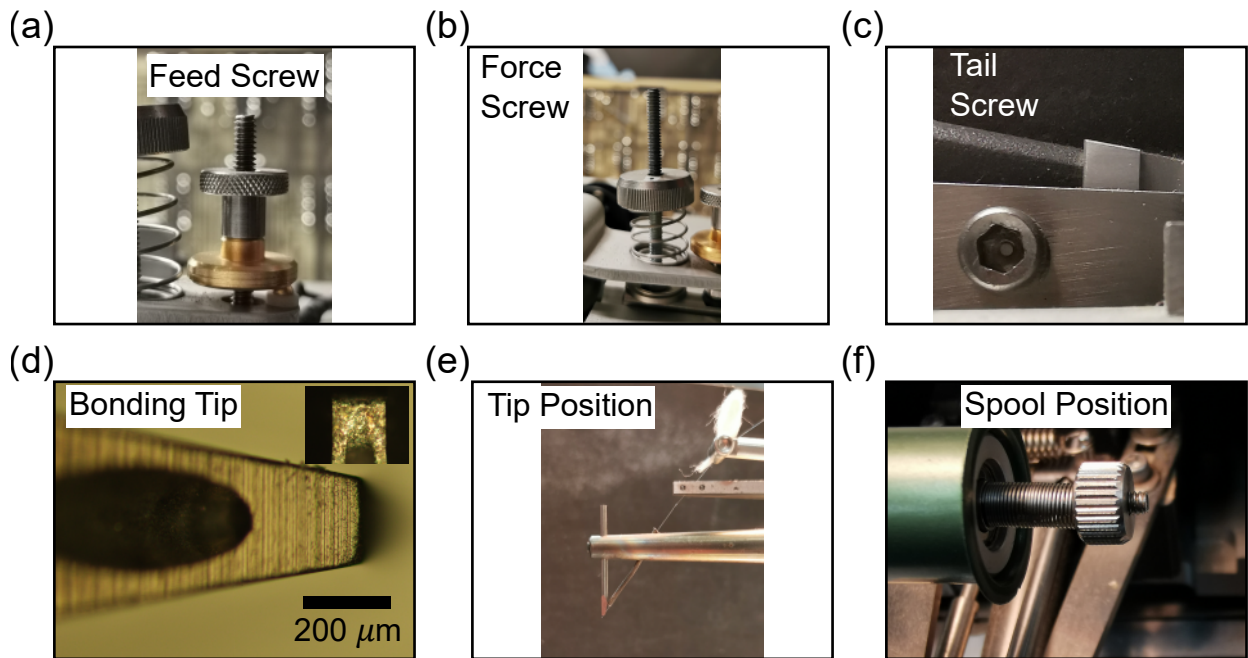 (a)
Feed Screw
(b)
Force
Screw
(c)
Tail
Screw
(d)
Bonding Tip
200 μm
(e)
Tip Position
(f)
Spool Position